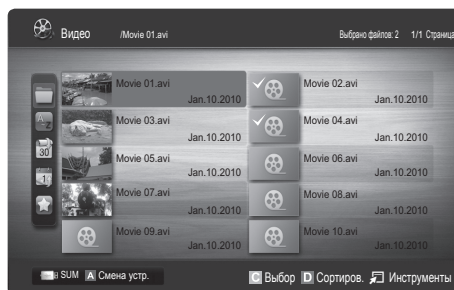 Видео /Movie 01.avi Выбрано файлов: 2 1/1 Страница
Movie 01.avi Movie 02.avi
Jan.10.2010 Jan.10.2010
Movie 03.avi Movie 04.avi
Jan.10.2010 Jan.10.2010
Movie 05.avi Movie 06.avi
Jan.10.2010 Jan.10.2010
Movie 07.avi Movie 08.avi
Jan.10.2010 Jan.10.2010
Movie 09.avi Movie 10.avi
Jan.10.2010 Jan.10.2010
SUM A Смена устр. C Выбор D Сортиров. Инструменты